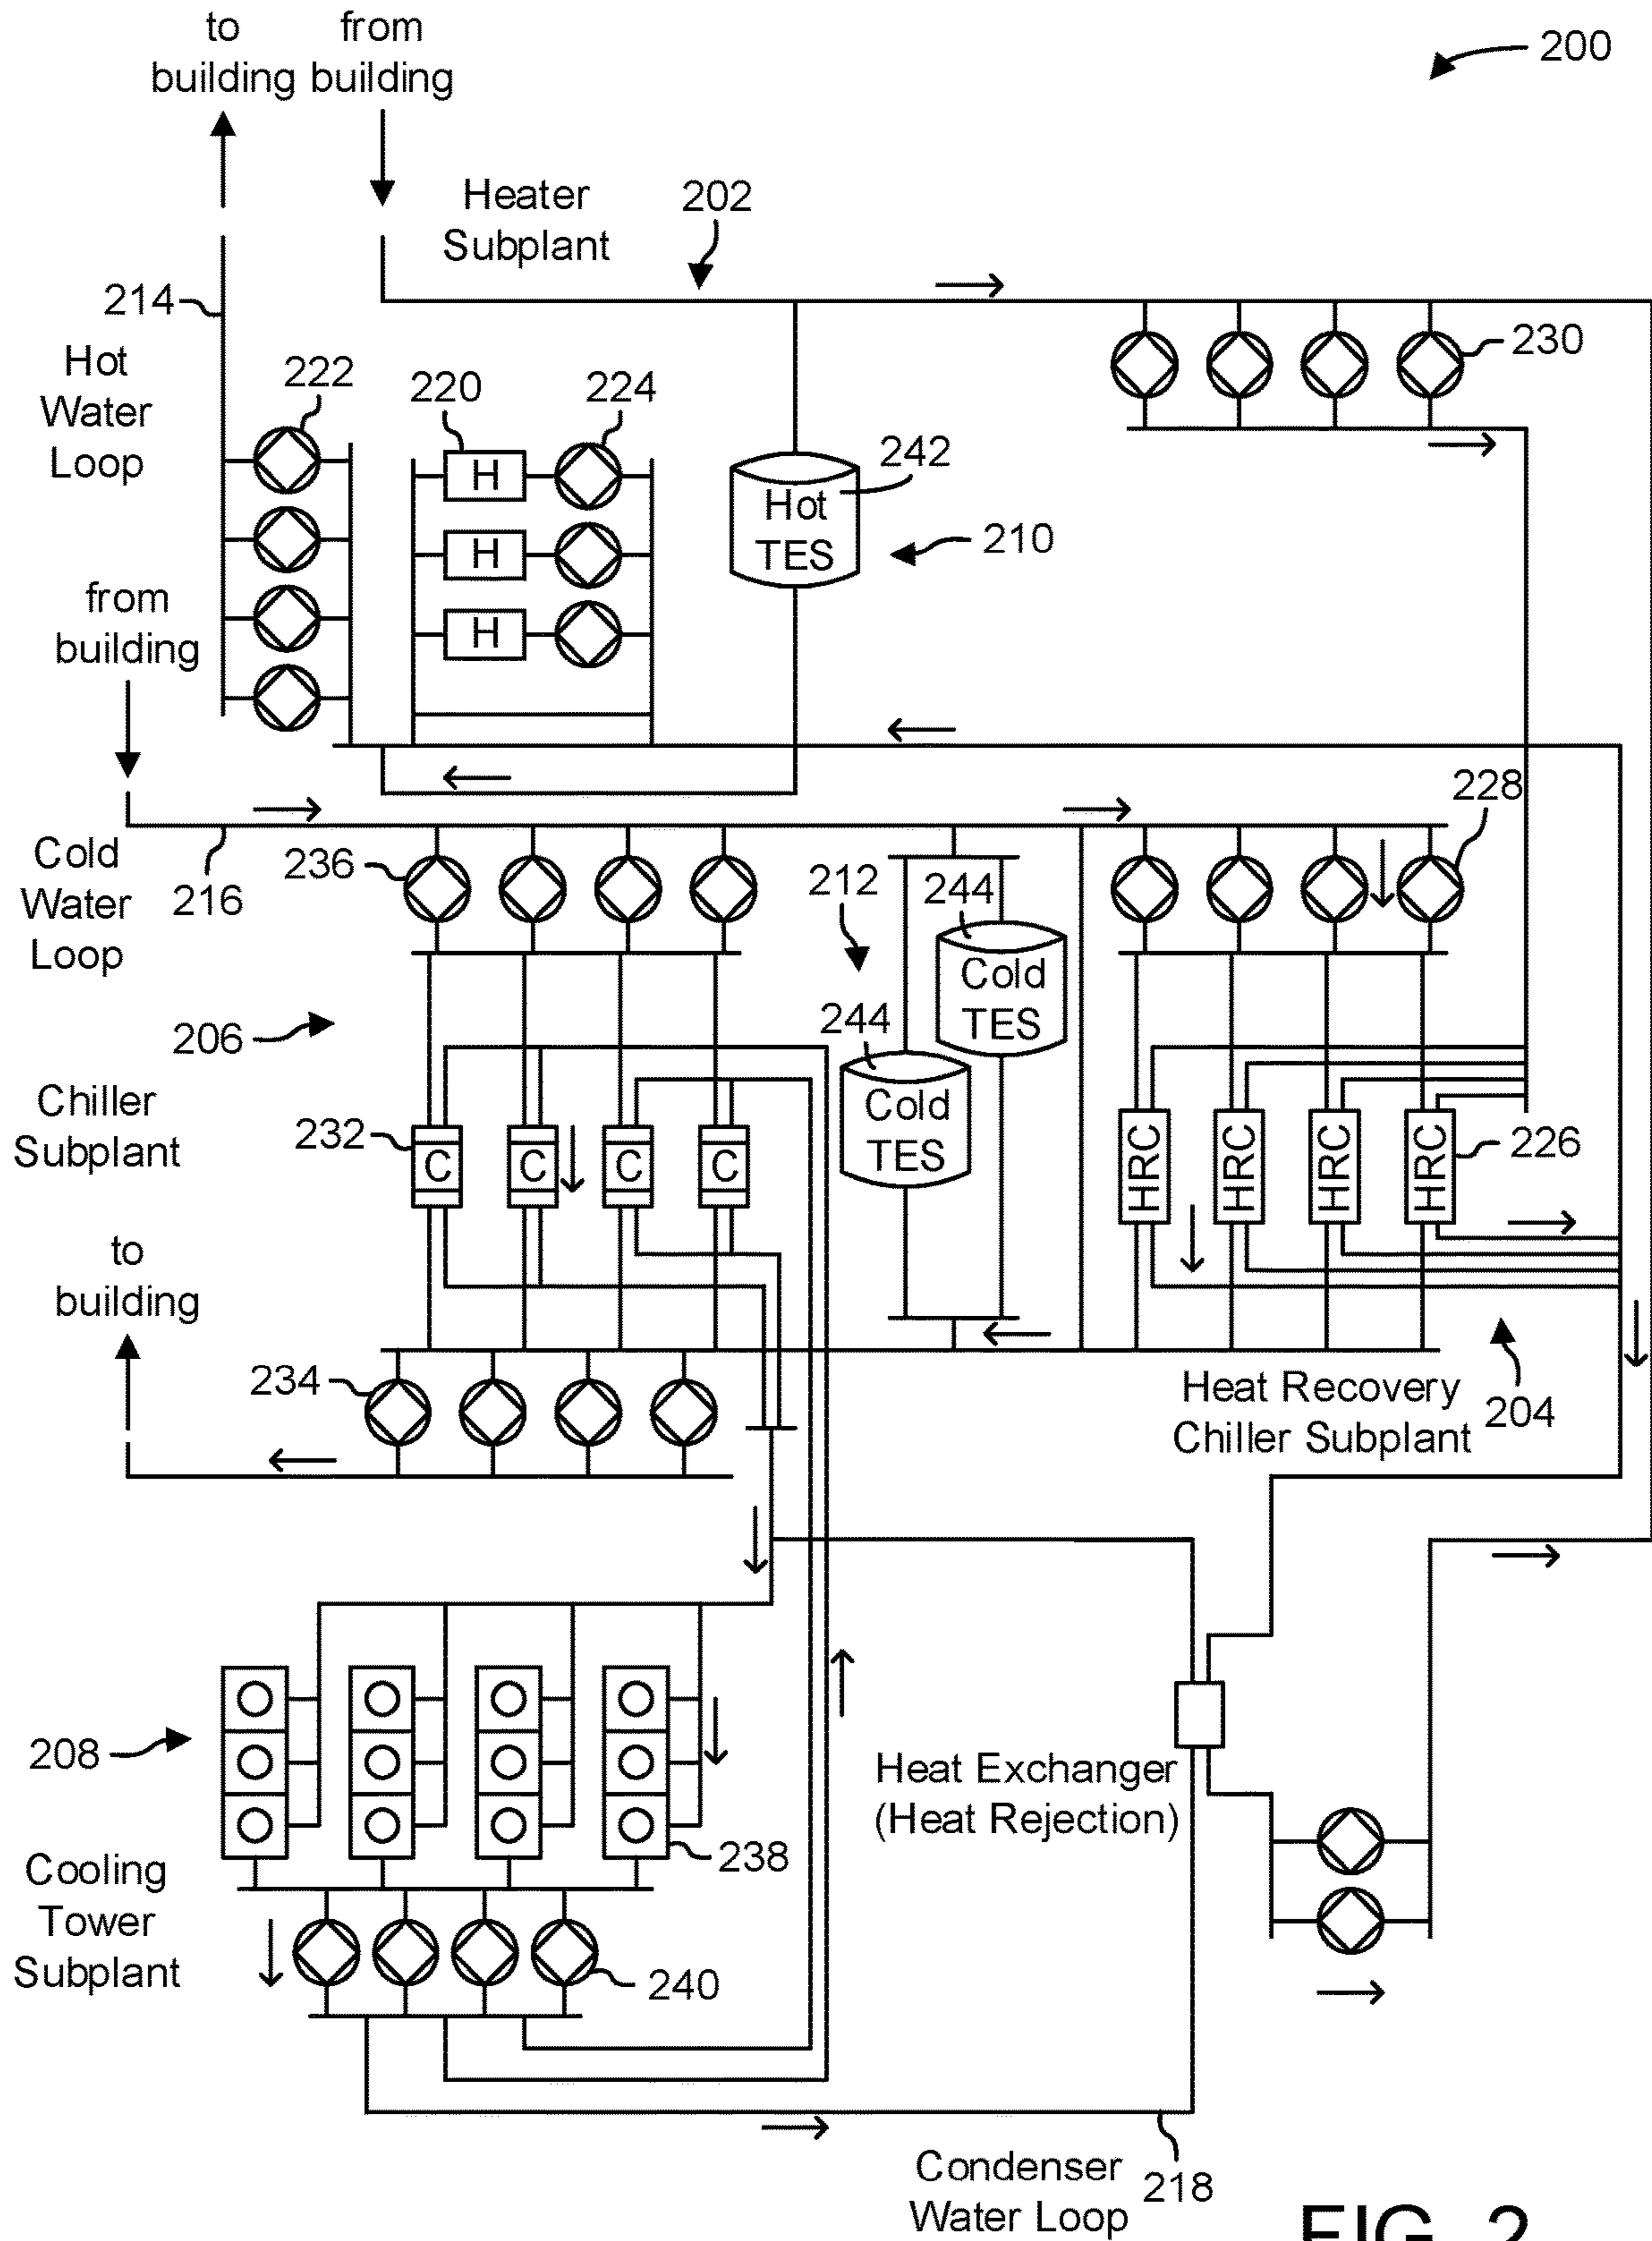 to
building
from
building
200
Heater
Subplant
202
214
Hot
Water
Loop
222
220
224
230
H
H
H
242
Hot
TES
210
from
building
228
Cold
Water
Loop
216
236
212
244
Cold
TES
244
Cold
TES
206
Chiller
Subplant
232
C
C
C
C
HRC
HRC
HRC
HRC
226
to
building
234
Heat Recovery
Chiller Subplant
204
208
Heat Exchanger
(Heat Rejection)
238
Cooling
Tower
Subplant
240
Condenser
Water Loop
218
FIG. 2